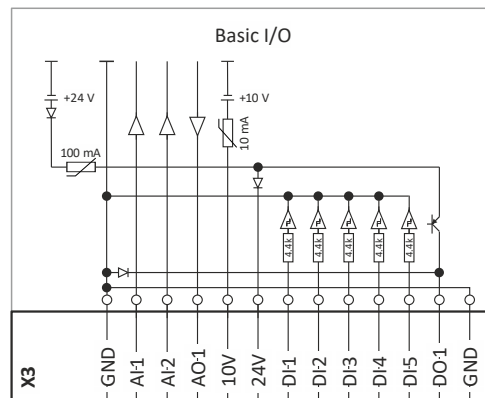 Basic I/O
+24 V
+10 V
100 mA
10 mA
4.4k
4.4k
4.4k
4.4k
4.4k
X3
GND
AI-1
AI-2
AO-1
10V
24V
DI-1
DI-2
DI-3
DI-4
DI-5
DO-1
GND